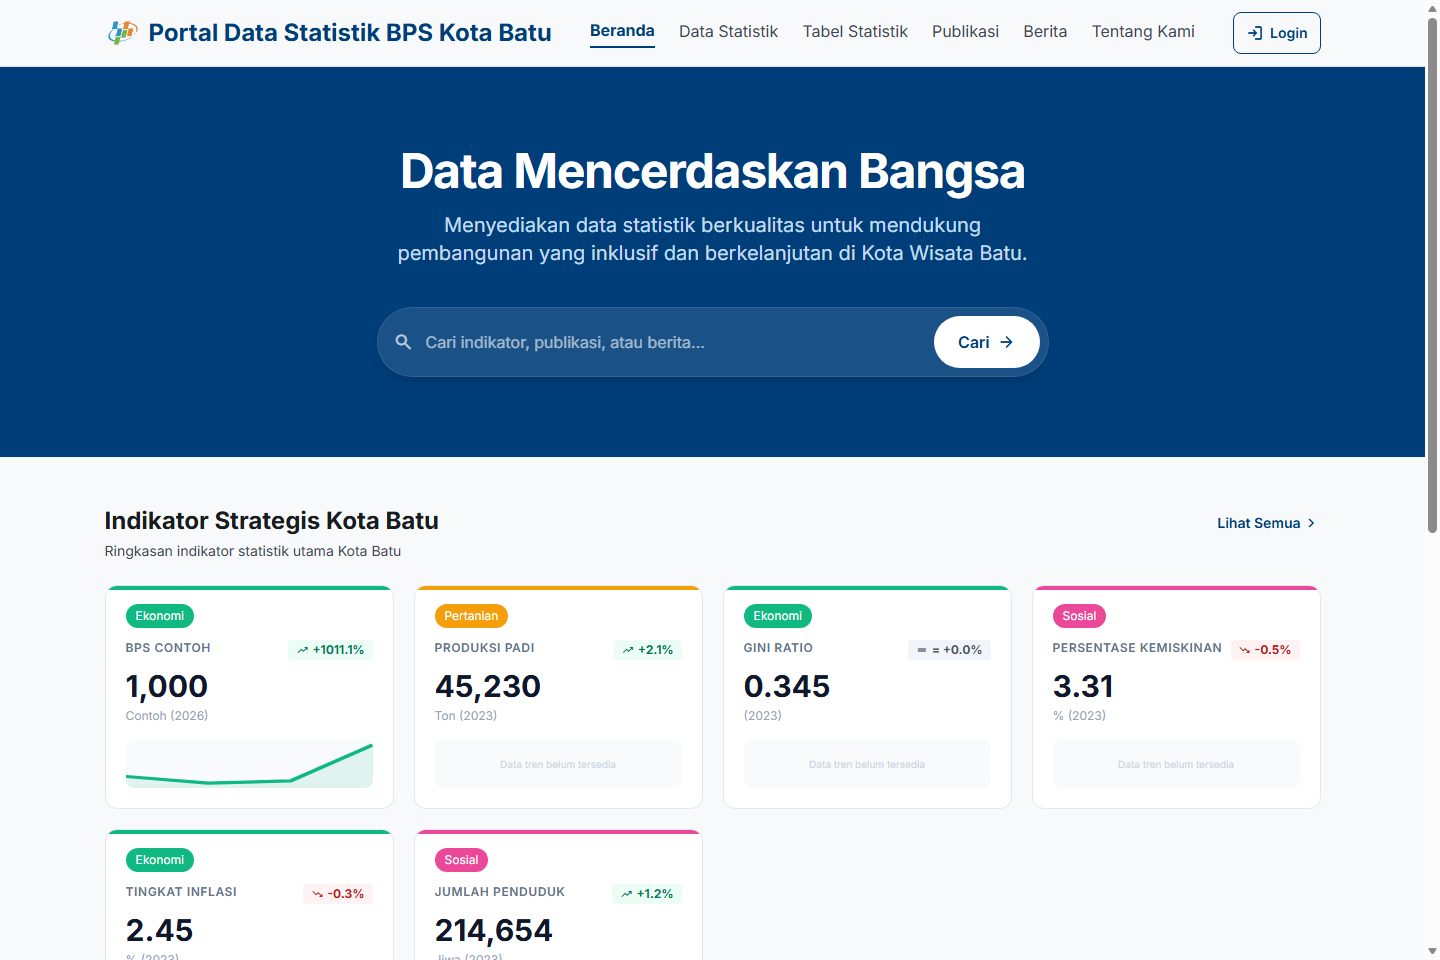 Portal Data Statistik BPS Kota Batu
Beranda
Data Statistik
Tabel Statistik
Publikasi
Berita
Tentang Kami
Login
Data Mencerdaskan Bangsa
Menyediakan data statistik berkualitas untuk mendukung
pembangunan yang inklusif dan berkelanjutan di Kota Wisata Batu.
Cari indikator, publikasi, atau berita...
Cari
Indikator Strategis Kota Batu
Ringkasan indikator statistik utama Kota Batu
Lihat Semua
Ekonomi
BPS CONTOH
+1011.1%
1,000
Contoh (2026)
Pertanian
PRODUKSI PADI
+2.1%
45,230
Ton (2023)
Data tren belum tersedia
Ekonomi
GINI RATIO
= +0.0%
0.345
(2023)
Data tren belum tersedia
Sosial
PERSENTASE KEMISKINAN
-0.5%
3.31
% (2023)
Data tren belum tersedia
Ekonomi
TINGKAT INFLASI
-0.3%
2.45
% (2023)
Sosial
JUMLAH PENDUDUK
+1.2%
214,654
Jiwa (2023)